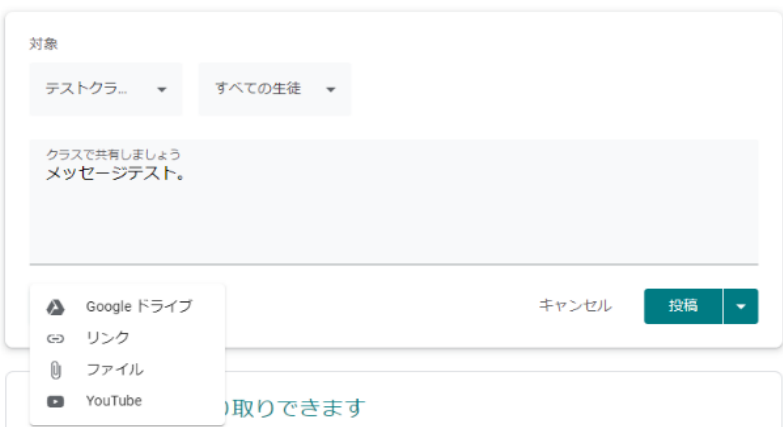 対象
テストクラ... すべての生徒
クラスで共有しましょう
メッセージテスト。
Google ドライブ
キャンセル 投稿
リンク
ファイル
YouTube
取りできます